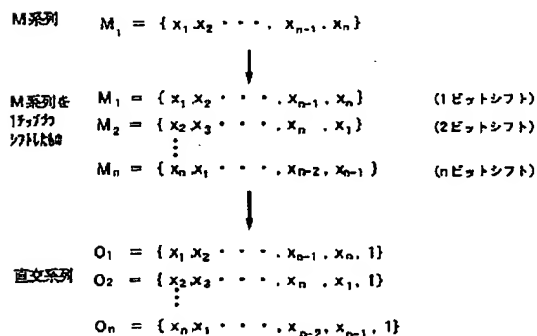 M系列 M₁ = { x₁ x₂ ・ ・ ・ , xₙ₋₁ . xₙ }
M系列を
1チップづつ
シフトしたもの
M₁ = { x₁ x₂ ・ ・ ・ , xₙ₋₁ , xₙ } (1ビットシフト)
M₂ = { x₂ x₃ ・ ・ ・ , xₙ , x₁ } (2ビットシフト)
⋮
Mₙ = { xₙ x₁ ・ ・ ・ , xₙ₋₂ , xₙ₋₁ } (nビットシフト)
直交系列
O₁ = { x₁ x₂ ・ ・ ・ , xₙ₋₁ , xₙ, 1}
O₂ = { x₂ x₃ ・ ・ ・ , xₙ , x₁ , 1}
⋮
Oₙ = { xₙ x₁ ・ ・ ・ , xₙ₋₂, xₙ₋₁, 1}